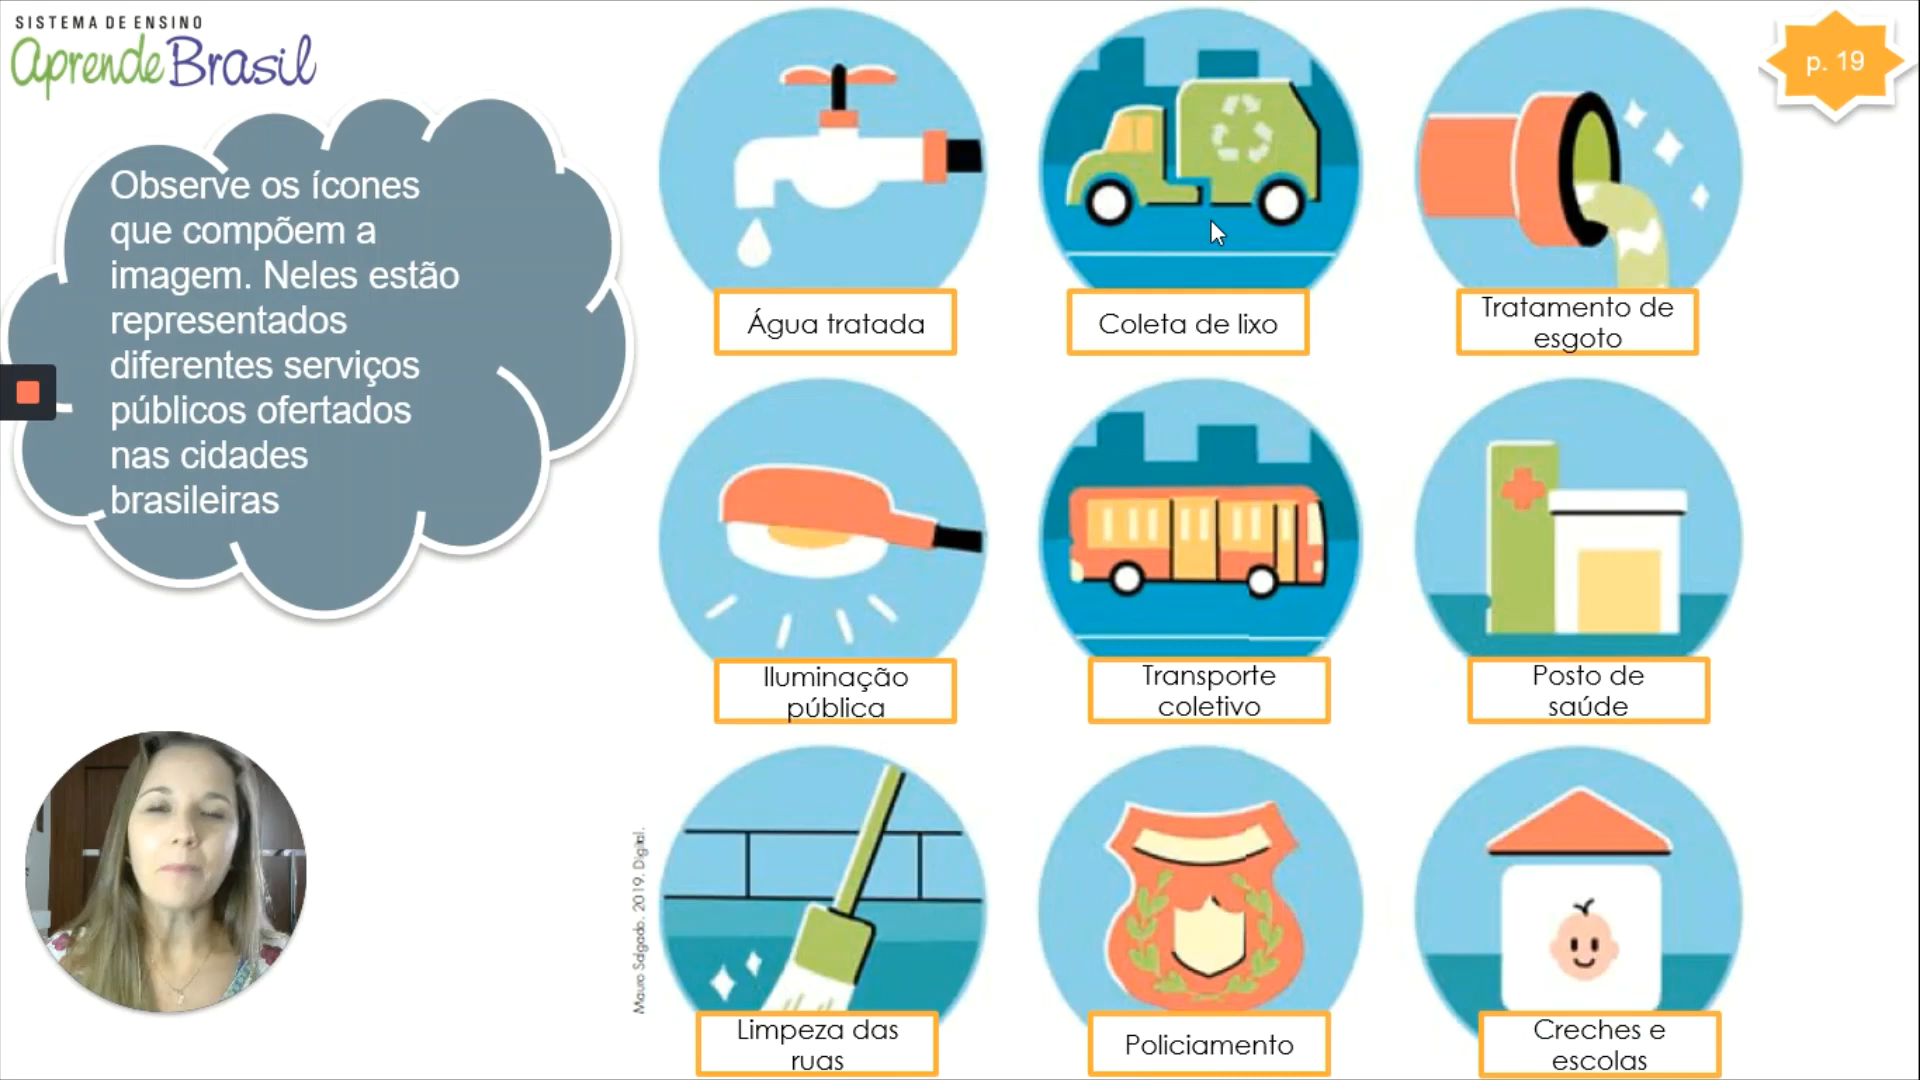 SISTEMA DE ENSINO
aprende Brasil
p. 19
Observe os ícones
que compõem a
imagem. Neles estão
representados
diferentes serviços
públicos ofertados
nas cidades
brasileiras
Água tratada
Coleta de lixo
Tratamento de
esgoto
Iluminação
pública
Transporte
coletivo
Posto de
saúde
Limpeza das
ruas
Policiamento
Creches e
escolas
Mauro Salgado. 2019. Digital.